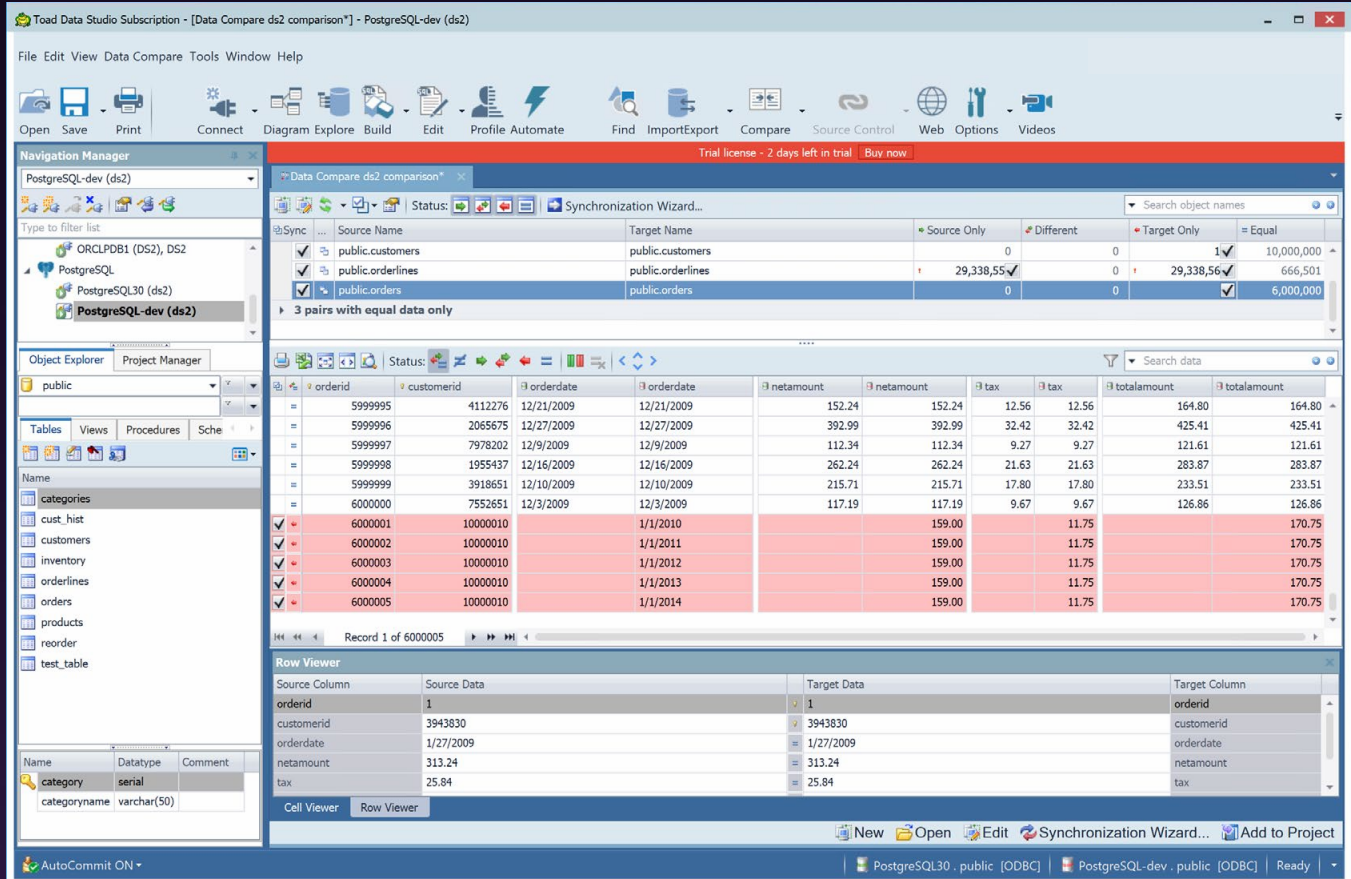 Toad Data Studio Subscription - [Data Compare ds2 comparison*] - PostgreSQL-dev (ds2)
File Edit View Data Compare Tools Window Help
Open Save Print Connect Diagram Explore Build Edit Profile Automate Find ImportExport Compare Source Control Web Options Videos
Navigation Manager
Trial license - 2 days left in trial Buy now
PostgreSQL-dev (ds2)
Data Compare ds2 comparison*
Status: Synchronization Wizard... Search object names
Type to filter list
Sync ... Source Name Target Name Source Only Different Target Only = Equal
ORCLPDB1 (DS2), DS2
PostgreSQL
PostgreSQL30 (ds2)
PostgreSQL-dev (ds2)
public.customers public.customers 0 0 1 10,000,000
public.orderlines public.orderlines 29,338,55 0 29,338,56 666,501
public.orders public.orders 0 0 6,000,000
3 pairs with equal data only
Object Explorer Project Manager
Status: Search data
public
Tables Views Procedures Sche
Name
categories
cust_hist
customers
inventory
orderlines
orders
products
reorder
test_table
orderid customerid orderdate orderdate netamount netamount tax tax totalamount totalamount
= 5999995 4112276 12/21/2009 12/21/2009 152.24 152.24 12.56 12.56 164.80 164.80
= 5999996 2065675 12/27/2009 12/27/2009 392.99 392.99 32.42 32.42 425.41 425.41
= 5999997 7978202 12/9/2009 12/9/2009 112.34 112.34 9.27 9.27 121.61 121.61
= 5999998 1955437 12/16/2009 12/16/2009 262.24 262.24 21.63 21.63 283.87 283.87
= 5999999 3918651 12/10/2009 12/10/2009 215.71 215.71 17.80 17.80 233.51 233.51
= 6000000 7552651 12/3/2009 12/3/2009 117.19 117.19 9.67 9.67 126.86 126.86
6000001 10000010 1/1/2010 159.00 11.75 170.75
6000002 10000010 1/1/2011 159.00 11.75 170.75
6000003 10000010 1/1/2012 159.00 11.75 170.75
6000004 10000010 1/1/2013 159.00 11.75 170.75
6000005 10000010 1/1/2014 159.00 11.75 170.75
Record 1 of 6000005
Row Viewer
Source Column Source Data Target Data Target Column
orderid 1 1 orderid
customerid 3943830 3943830 customerid
orderdate 1/27/2009 = 1/27/2009 orderdate
netamount 313.24 = 313.24 netamount
tax 25.84 = 25.84 tax
Cell Viewer Row Viewer
Name Datatype Comment
category serial
categoryname varchar(50)
New Open Edit Synchronization Wizard... Add to Project
AutoCommit ON PostgreSQL30 . public [ODBC] PostgreSQL-dev . public [ODBC] Ready